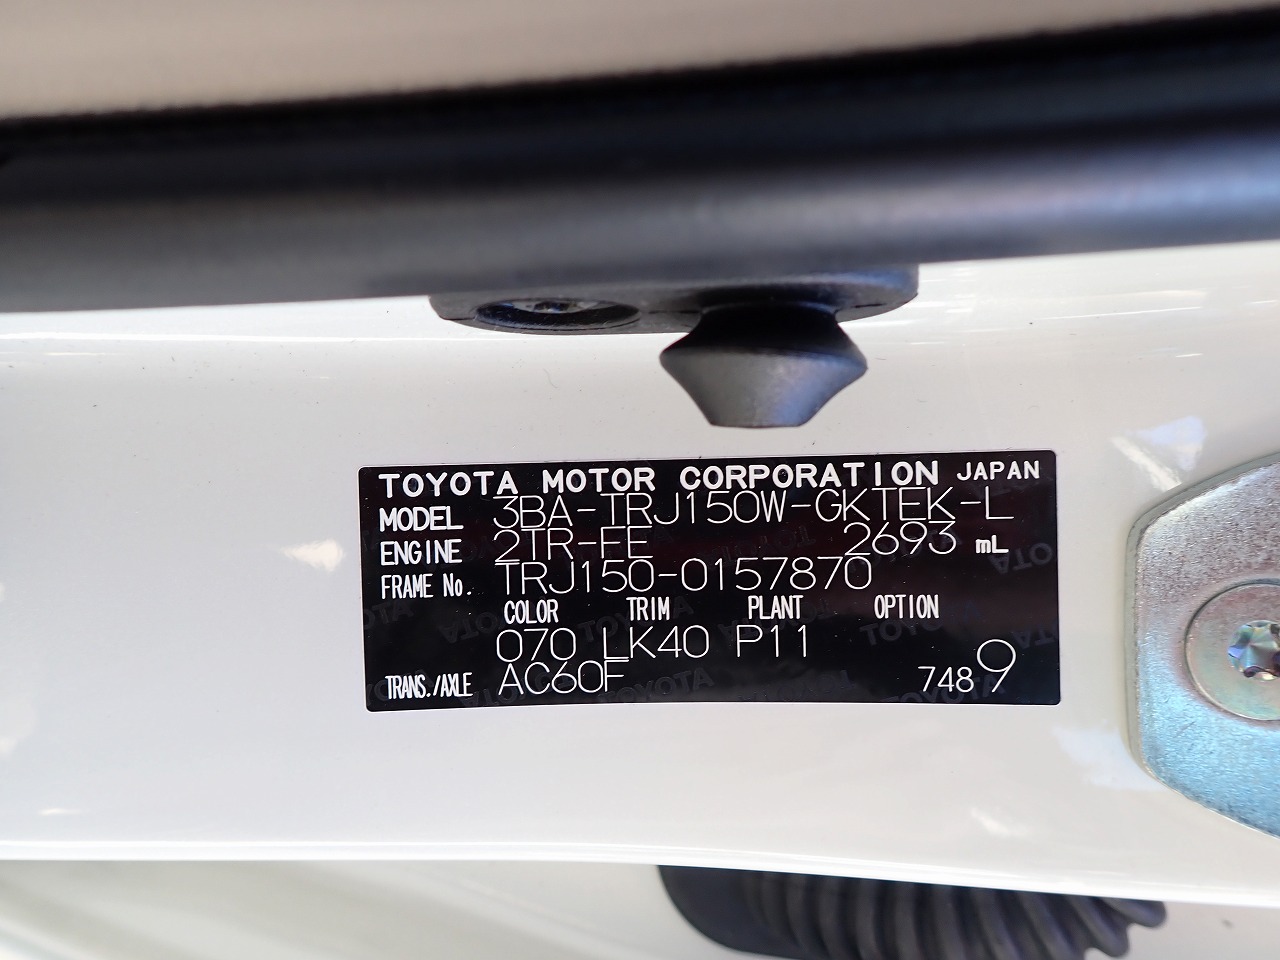 TOYOTA MOTOR CORPORATION JAPAN
MODEL 3BA-TRJ150W-GKTEK-L
ENGINE 2TR-FE 2693 mL
FRAME No. TRJ150-0157870
COLOR TRIM PLANT OPTION
070 LK40 P11
TRANS./AXLE AC60F 7489